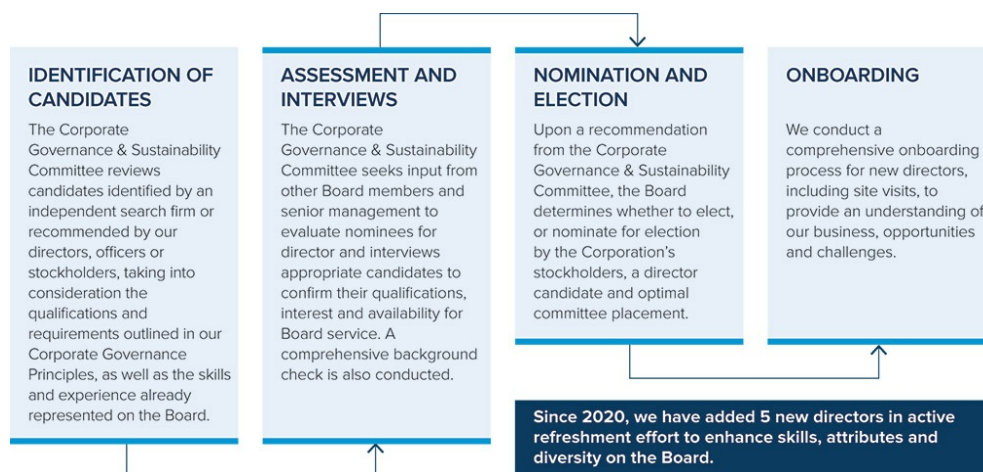 IDENTIFICATION OF
CANDIDATES
The Corporate
Governance & Sustainability
Committee reviews
candidates identified by an
independent search firm or
recommended by our
directors, officers or
stockholders, taking into
consideration the
qualifications and
requirements outlined in our
Corporate Governance
Principles, as well as the skills
and experience already
represented on the Board.
ASSESSMENT AND
INTERVIEWS
The Corporate
Governance & Sustainability
Committee seeks input from
other Board members and
senior management to
evaluate nominees for
director and interviews
appropriate candidates to
confirm their qualifications,
interest and availability for
Board service. A
comprehensive background
check is also conducted.
NOMINATION AND
ELECTION
Upon a recommendation
from the Corporate
Governance & Sustainability
Committee, the Board
determines whether to elect,
or nominate for election
by the Corporation's
stockholders, a director
candidate and optimal
committee placement.
ONBOARDING
We conduct a
comprehensive onboarding
process for new directors,
including site visits, to
provide an understanding of
our business, opportunities
and challenges.
Since 2020, we have added 5 new directors in active
refreshment effort to enhance skills, attributes and
diversity on the Board.